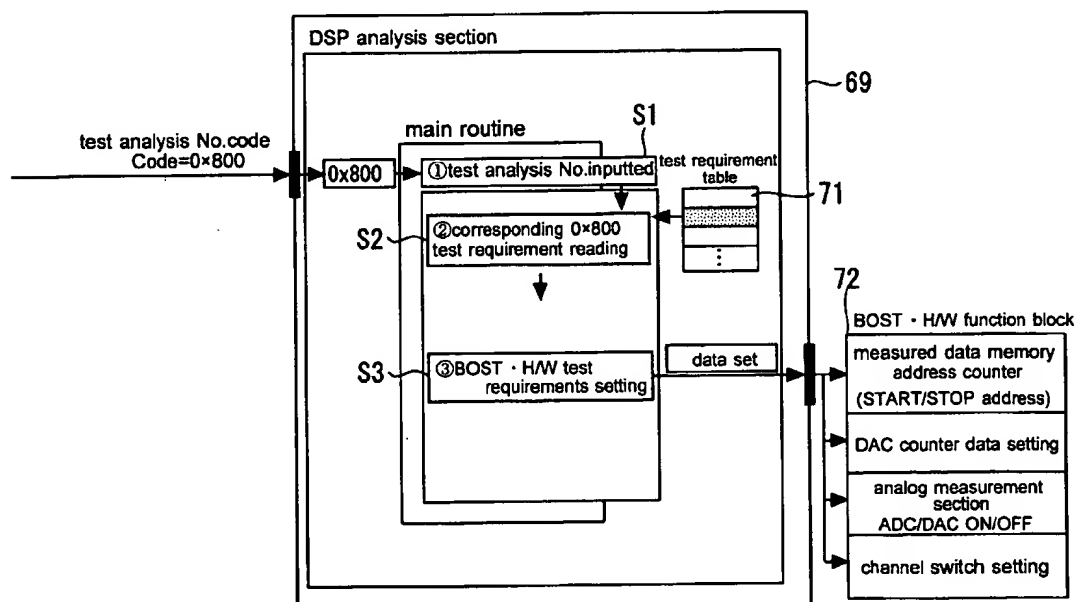 DSP analysis section
69
test analysis No.code
Code=0×800
0x800
main routine
S1
①test analysis No.inputted
test requirement
table
71
S2
②corresponding 0×800
test requirement reading
⋮
S3
③BOST・H/W test
requirements setting
data set
72
BOST・H/W function block
measured data memory
address counter
(START/STOP address)
DAC counter data setting
analog measurement
section
ADC/DAC ON/OFF
channel switch setting